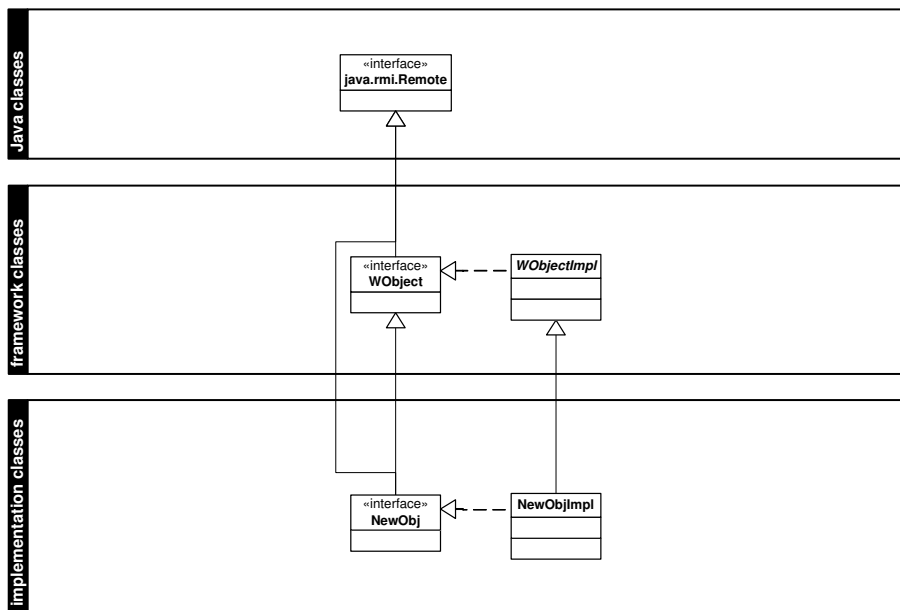 Java classes
«interface»
java.rmi.Remote
framework classes
«interface»
WObject
WObjectImpl
implementation classes
«interface»
NewObj
NewObjImpl